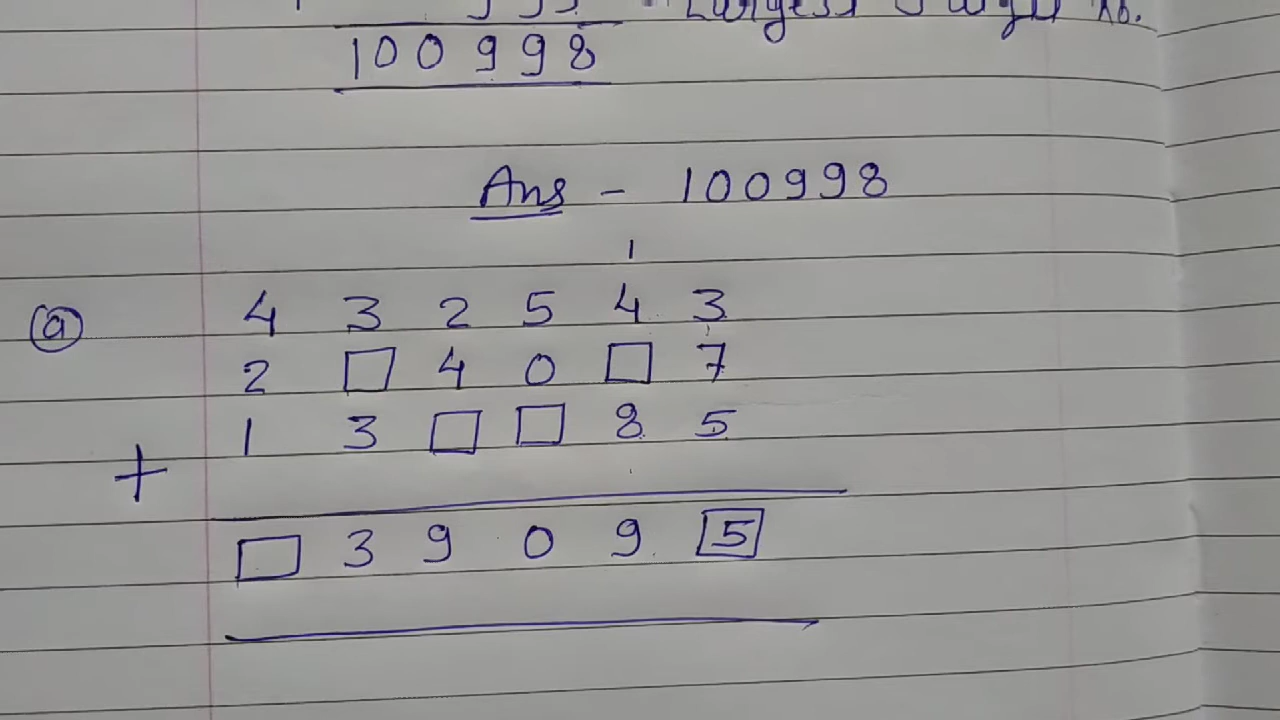 100998
Ans - 100998
1
a 4 3 2 5 4 3
2 □ 4 0 □ 7
+ 1 3 □ □ 8 5
□ 3 9 0 9 5